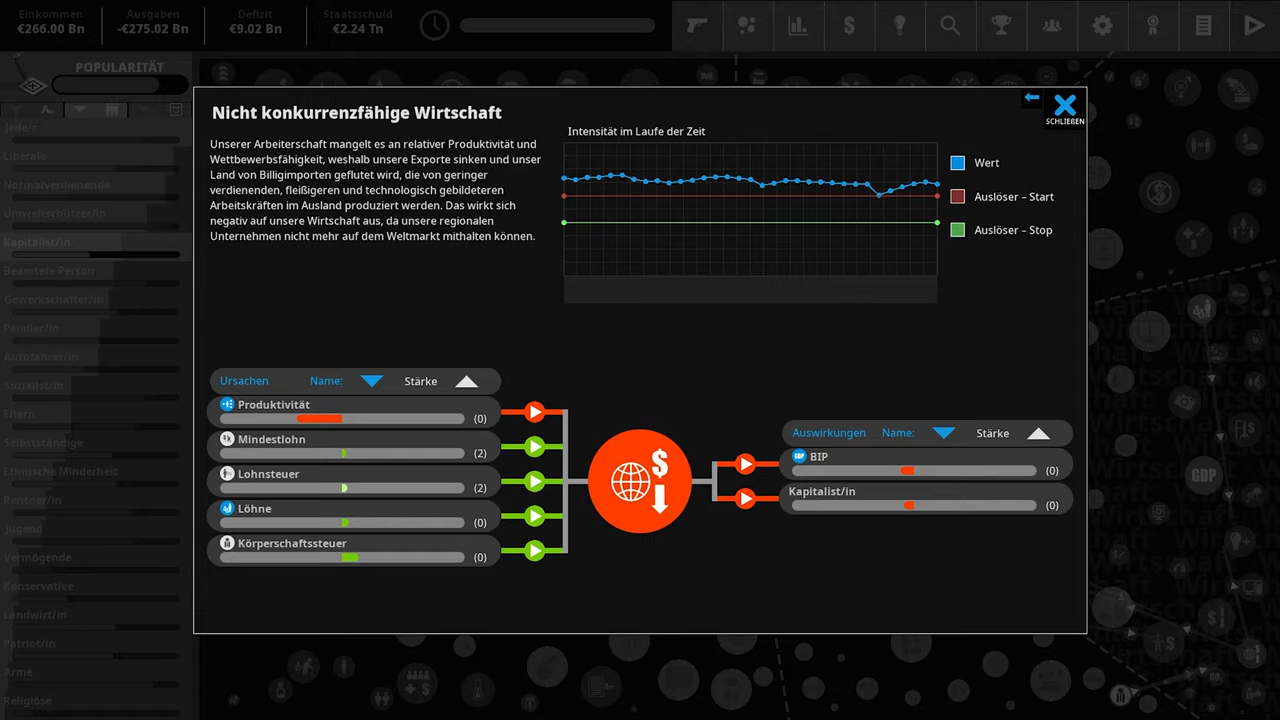 Einkommen
€266.00 Bn
Ausgaben
-€275.02 Bn
Defizit
€9.02 Bn
Staatsschuld
€2.24 Tn
POPULARITÄT
Jede/r
Liberale
Normalverdienende
Umweltschützer/in
Kapitalist/in
Beamtete Person
Gewerkschafter/in
Pendler/in
Autofahrer/in
Sozialist/in
Eltern
Selbstständige
Ethnische Minderheit
Rentner/in
Jugend
Vermögende
Konservative
Landwirt/in
Patriot/in
Arme
Religiöse
Nicht konkurrenzfähige Wirtschaft
SCHLIEßEN
Unserer Arbeiterschaft mangelt es an relativer Produktivität und
Wettbewerbsfähigkeit, weshalb unsere Exporte sinken und unser
Land von Billigimporten geflutet wird, die von geringer
verdienenden, fleißigeren und technologisch gebildeteren
Arbeitskräften im Ausland produziert werden. Das wirkt sich
negativ auf unsere Wirtschaft aus, da unsere regionalen
Unternehmen nicht mehr auf dem Weltmarkt mithalten können.
Intensität im Laufe der Zeit
Wert
Auslöser – Start
Auslöser – Stop
Ursachen Name: Stärke
Produktivität
(0)
Mindestlohn
(2)
Lohnsteuer
(2)
Löhne
(0)
Körperschaftssteuer
(0)
Auswirkungen Name: Stärke
GDP BIP
(0)
Kapitalist/in
(0)
GDP